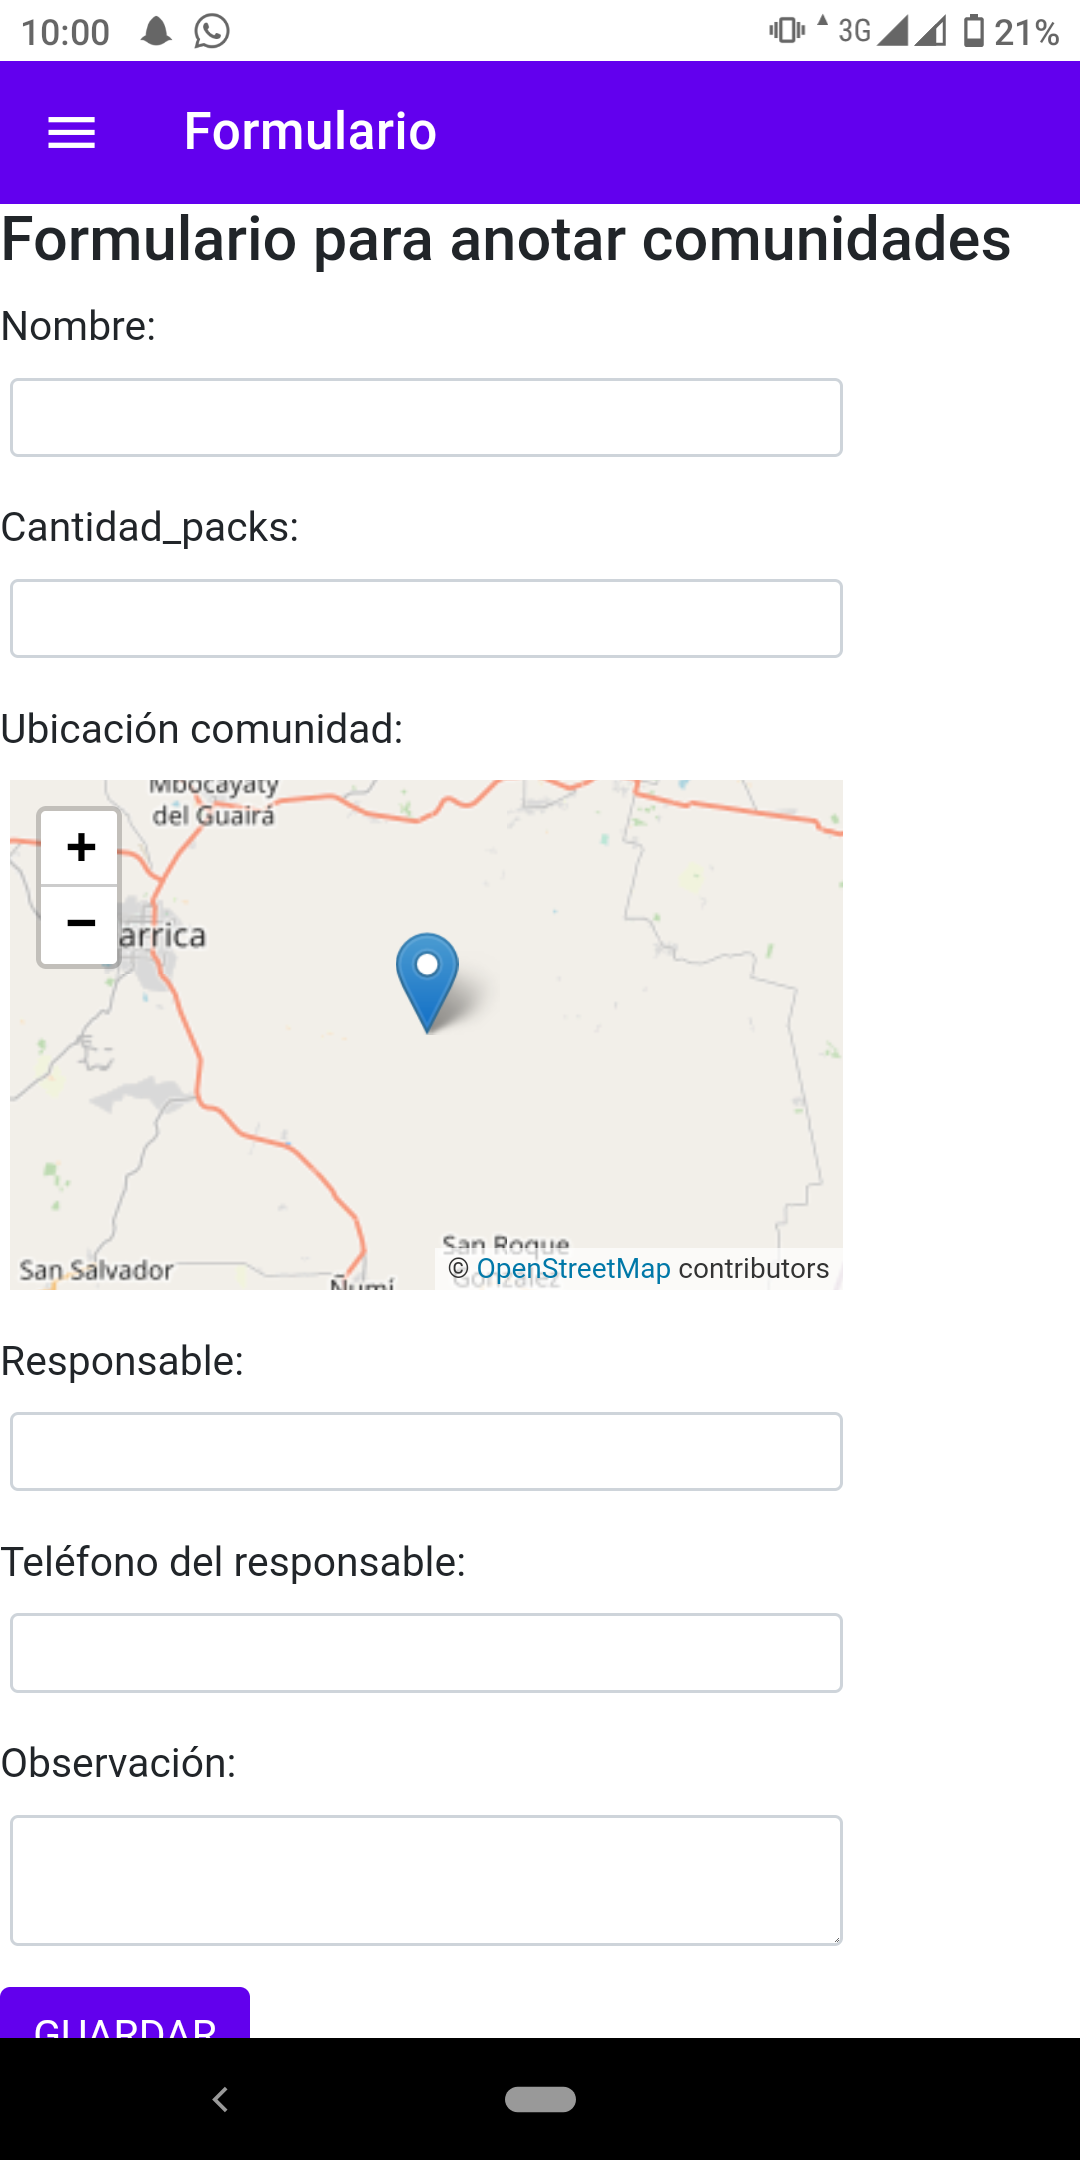 10:00
3G
21%
Formulario
Formulario para anotar comunidades
Nombre:
Cantidad_packs:
Ubicación comunidad:
Mbocayaty
del Guairá
+
−
arrica
San Salvador
Ñumí
San Roque
González
© OpenStreetMap contributors
Responsable:
Teléfono del responsable:
Observación:
GUARDAR